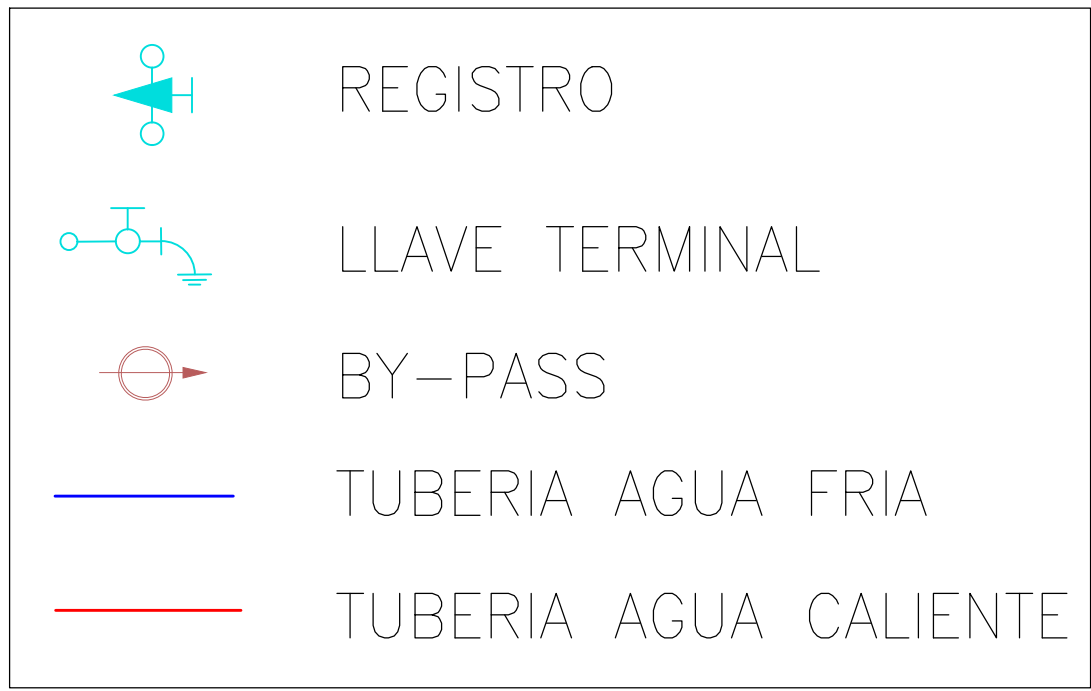 REGISTRO
LLAVE TERMINAL
BY-PASS
TUBERIA AGUA FRIA
TUBERIA AGUA CALIENTE